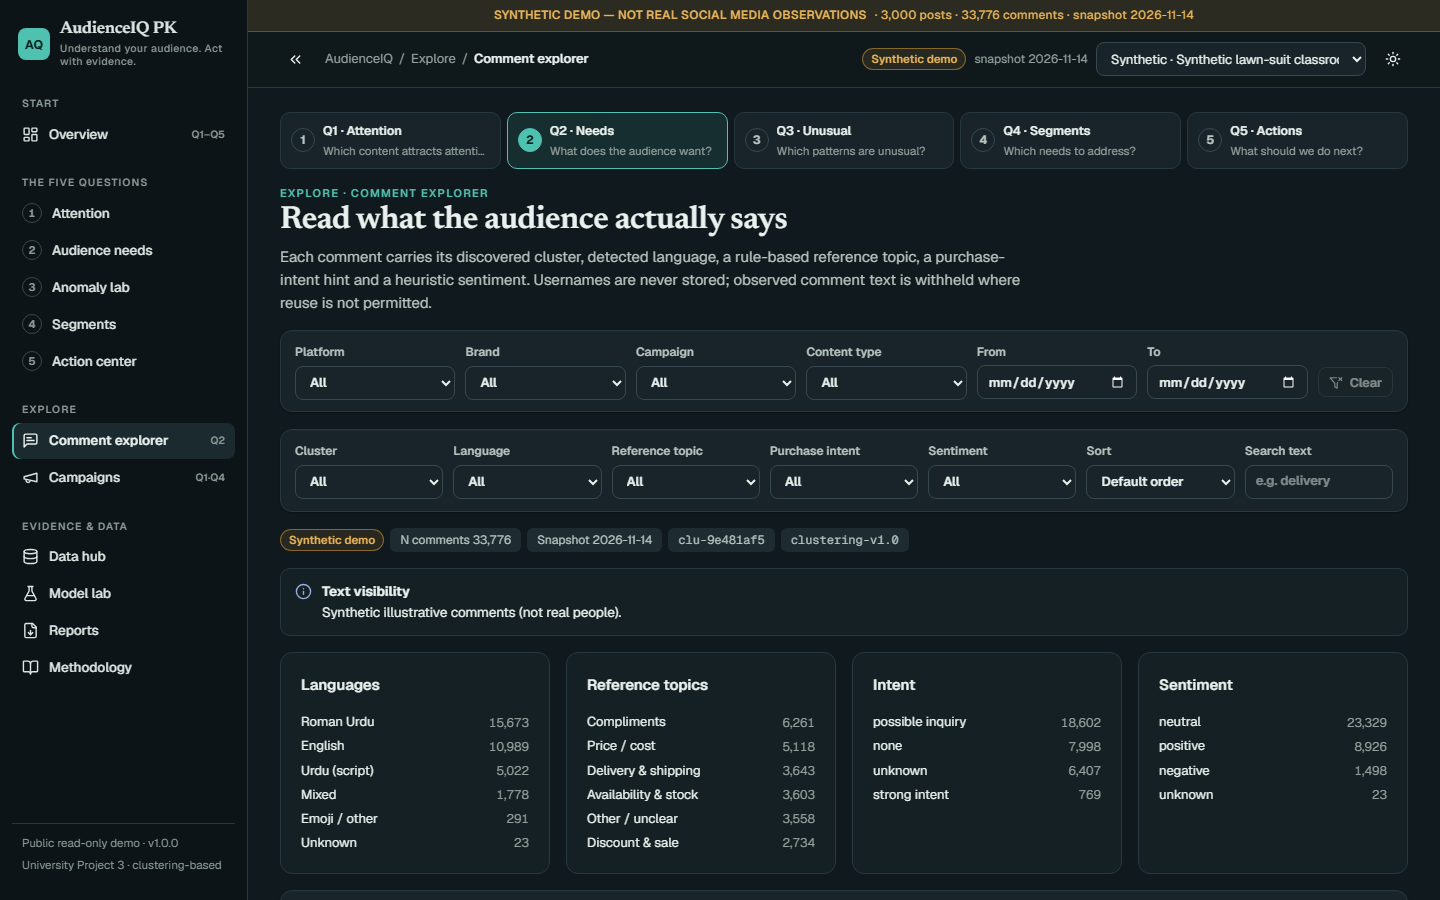 AQ
AudienceIQ PK
Understand your audience. Act
with evidence.
START
Overview Q1–Q5
THE FIVE QUESTIONS
1 Attention
2 Audience needs
3 Anomaly lab
4 Segments
5 Action center
EXPLORE
Comment explorer Q2
Campaigns Q1·Q4
EVIDENCE & DATA
Data hub
Model lab
Reports
Methodology
Public read-only demo · v1.0.0
University Project 3 · clustering-based
SYNTHETIC DEMO — NOT REAL SOCIAL MEDIA OBSERVATIONS · 3,000 posts · 33,776 comments · snapshot 2026-11-14
AudienceIQ / Explore / Comment explorer
Synthetic demo snapshot 2026-11-14 Synthetic · Synthetic lawn-suit classroo
1 Q1 · Attention
Which content attracts attenti…
2 Q2 · Needs
What does the audience want?
3 Q3 · Unusual
Which patterns are unusual?
4 Q4 · Segments
Which needs to address?
5 Q5 · Actions
What should we do next?
EXPLORE · COMMENT EXPLORER
Read what the audience actually says
Each comment carries its discovered cluster, detected language, a rule-based reference topic, a purchase-
intent hint and a heuristic sentiment. Usernames are never stored; observed comment text is withheld where
reuse is not permitted.
Platform Brand Campaign Content type From To
All All All All mm/dd/yyyy mm/dd/yyyy Clear
Cluster Language Reference topic Purchase intent Sentiment Sort Search text
All All All All All Default order e.g. delivery
Synthetic demo N comments 33,776 Snapshot 2026-11-14 clu-9e481af5 clustering-v1.0
Text visibility
Synthetic illustrative comments (not real people).
Languages
Roman Urdu 15,673
English 10,989
Urdu (script) 5,022
Mixed 1,778
Emoji / other 291
Unknown 23
Reference topics
Compliments 6,261
Price / cost 5,118
Delivery & shipping 3,643
Availability & stock 3,603
Other / unclear 3,558
Discount & sale 2,734
Intent
possible inquiry 18,602
none 7,998
unknown 6,407
strong intent 769
Sentiment
neutral 23,329
positive 8,926
negative 1,498
unknown 23